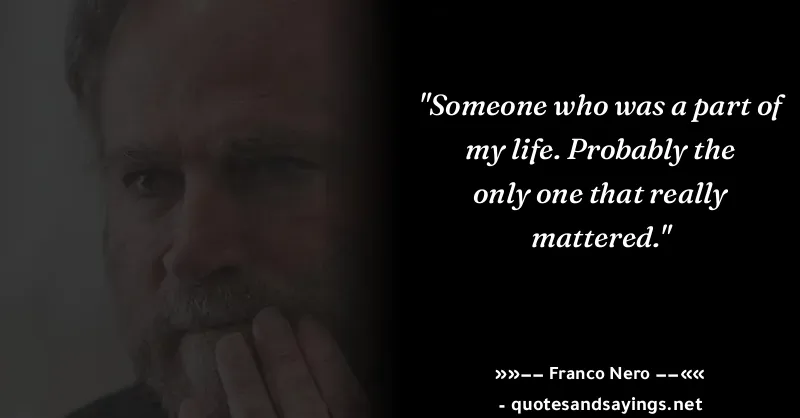 "Someone who was a part of
my life. Probably the
only one that really
mattered."
»»−− Franco Nero −−««
- quotesandsayings.net